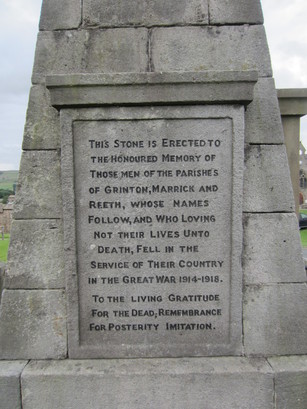 This Stone is Erected to
the Honoured Memory of
Those men of the parishes
of Grinton, Marrick and
Reeth, whose names
follow, and Who Loving
Not their Lives Unto
Death, Fell in the
Service of Their Country
in the Great War 1914-1918.
To the living Gratitude
For the Dead, Remembrance
For Posterity Imitation.